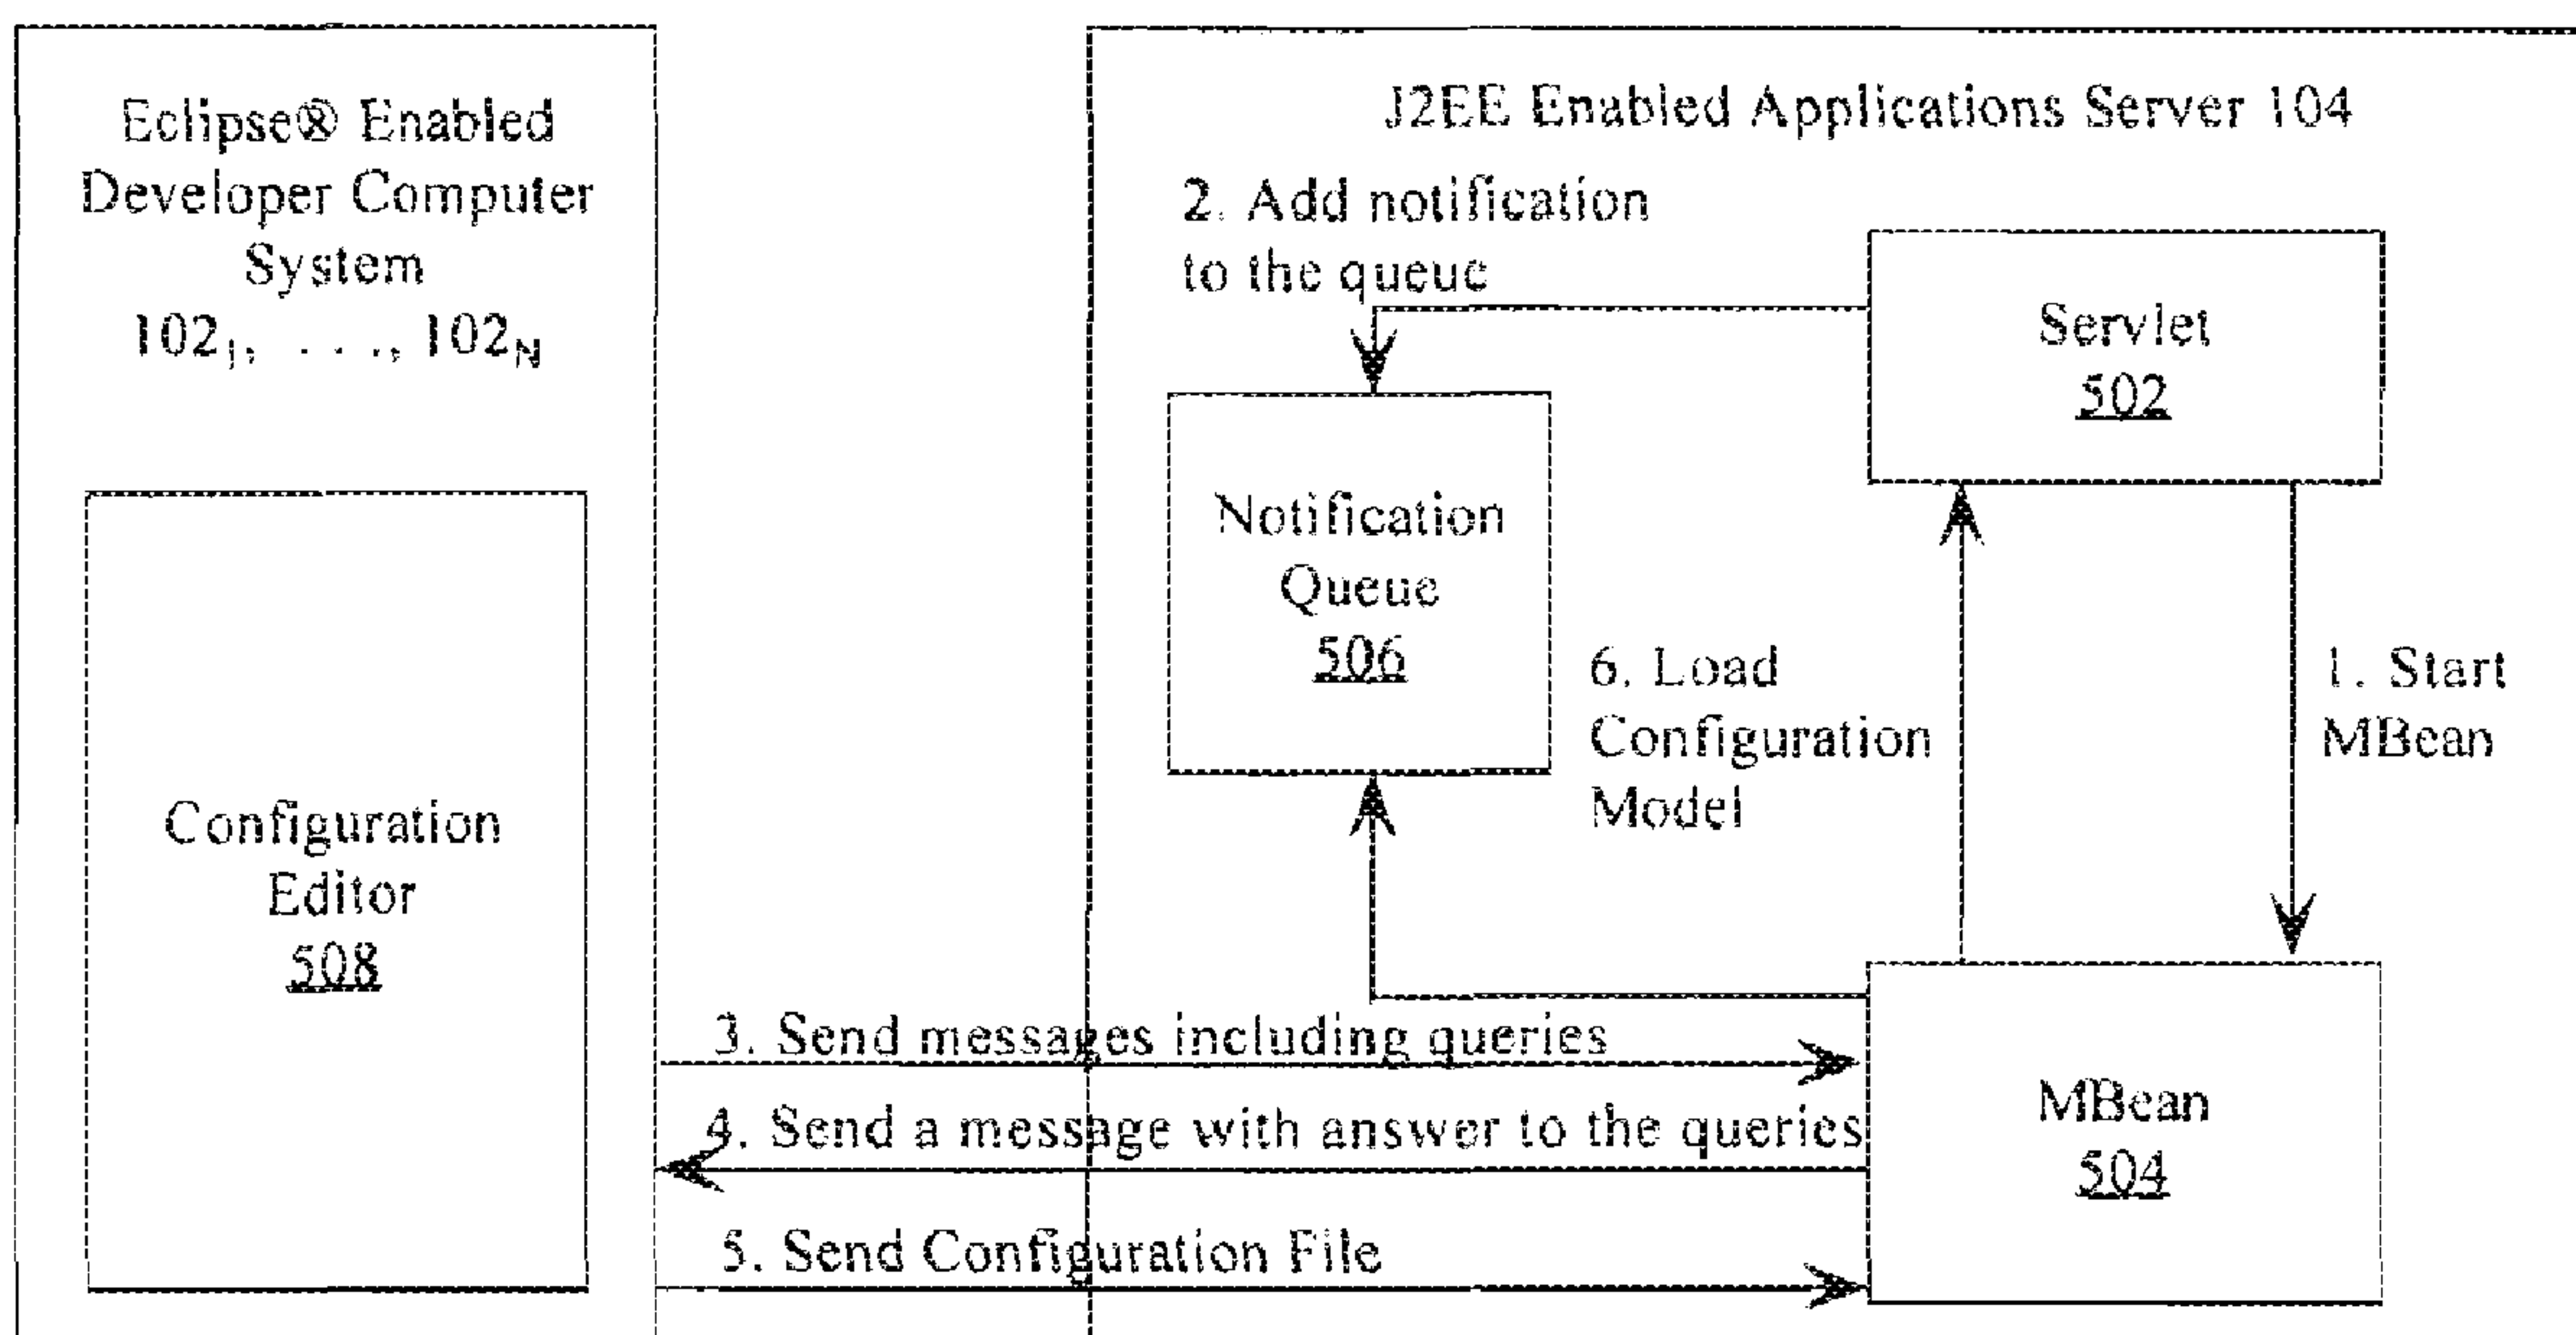 Eclipse® Enabled
Developer Computer
System
102₁, . . ., 102_N
Configuration
Editor
508
J2EE Enabled Applications Server 104
2. Add notification
to the queue
Servlet
502
Notification
Queue
506
6. Load
Configuration
Model
1. Start
MBean
3. Send messages including queries
4. Send a message with answer to the queries
5. Send Configuration File
MBean
504